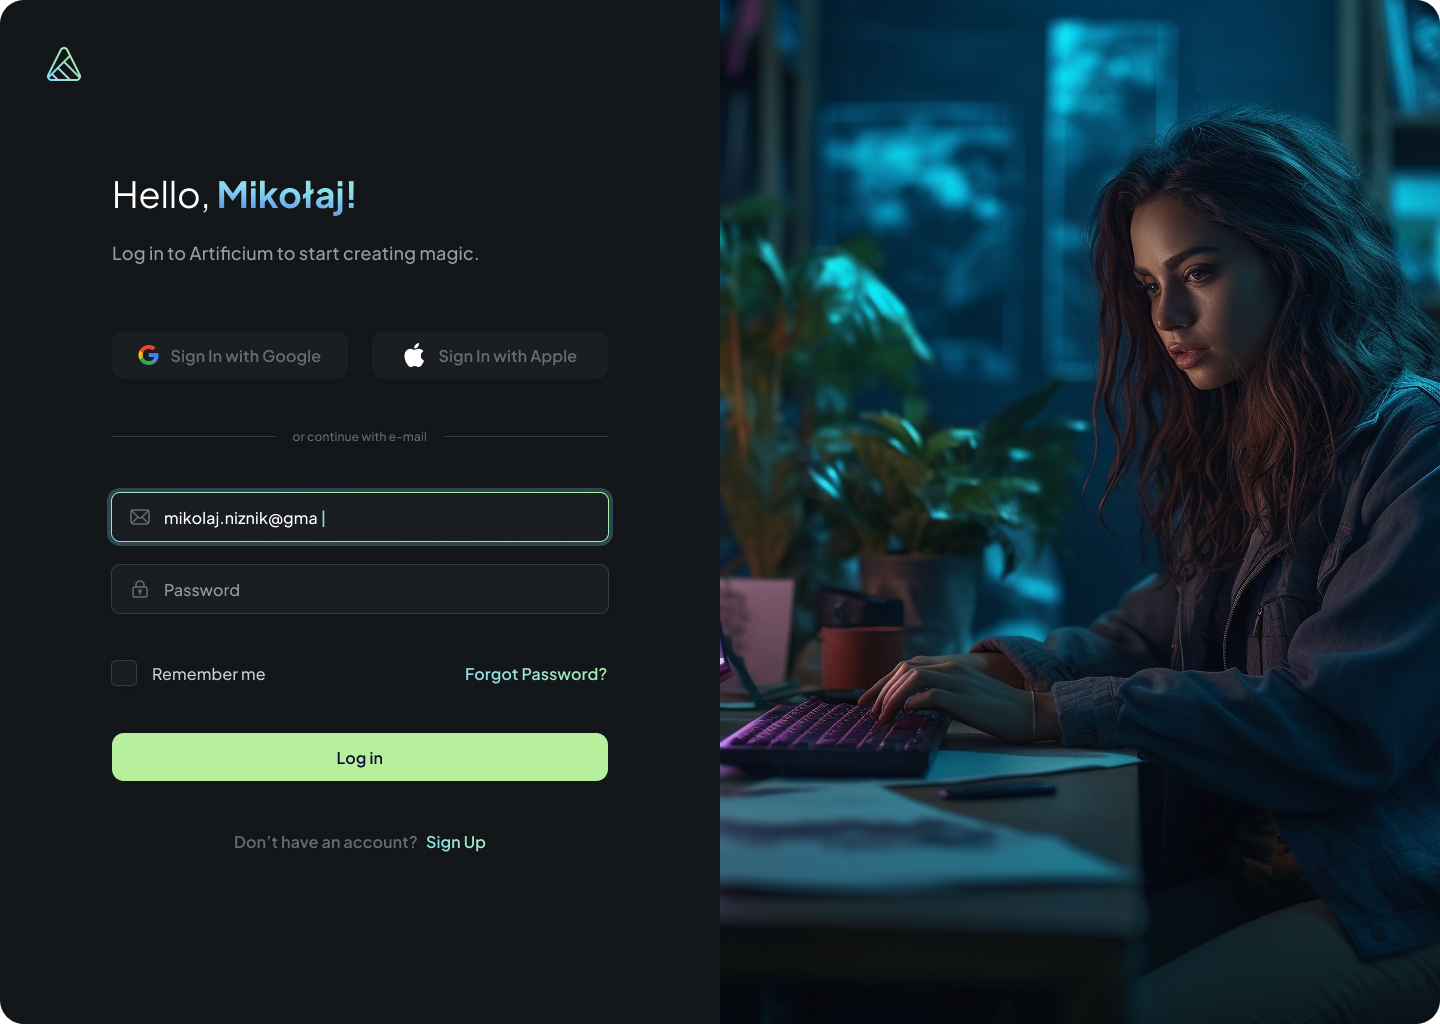 Hello, Mikołaj!
Log in to Artificium to start creating magic.
Sign In with Google
Sign In with Apple
or continue with e-mail
mikolaj.niznik@gma
Password
Remember me
Forgot Password?
Log in
Don’t have an account? Sign Up